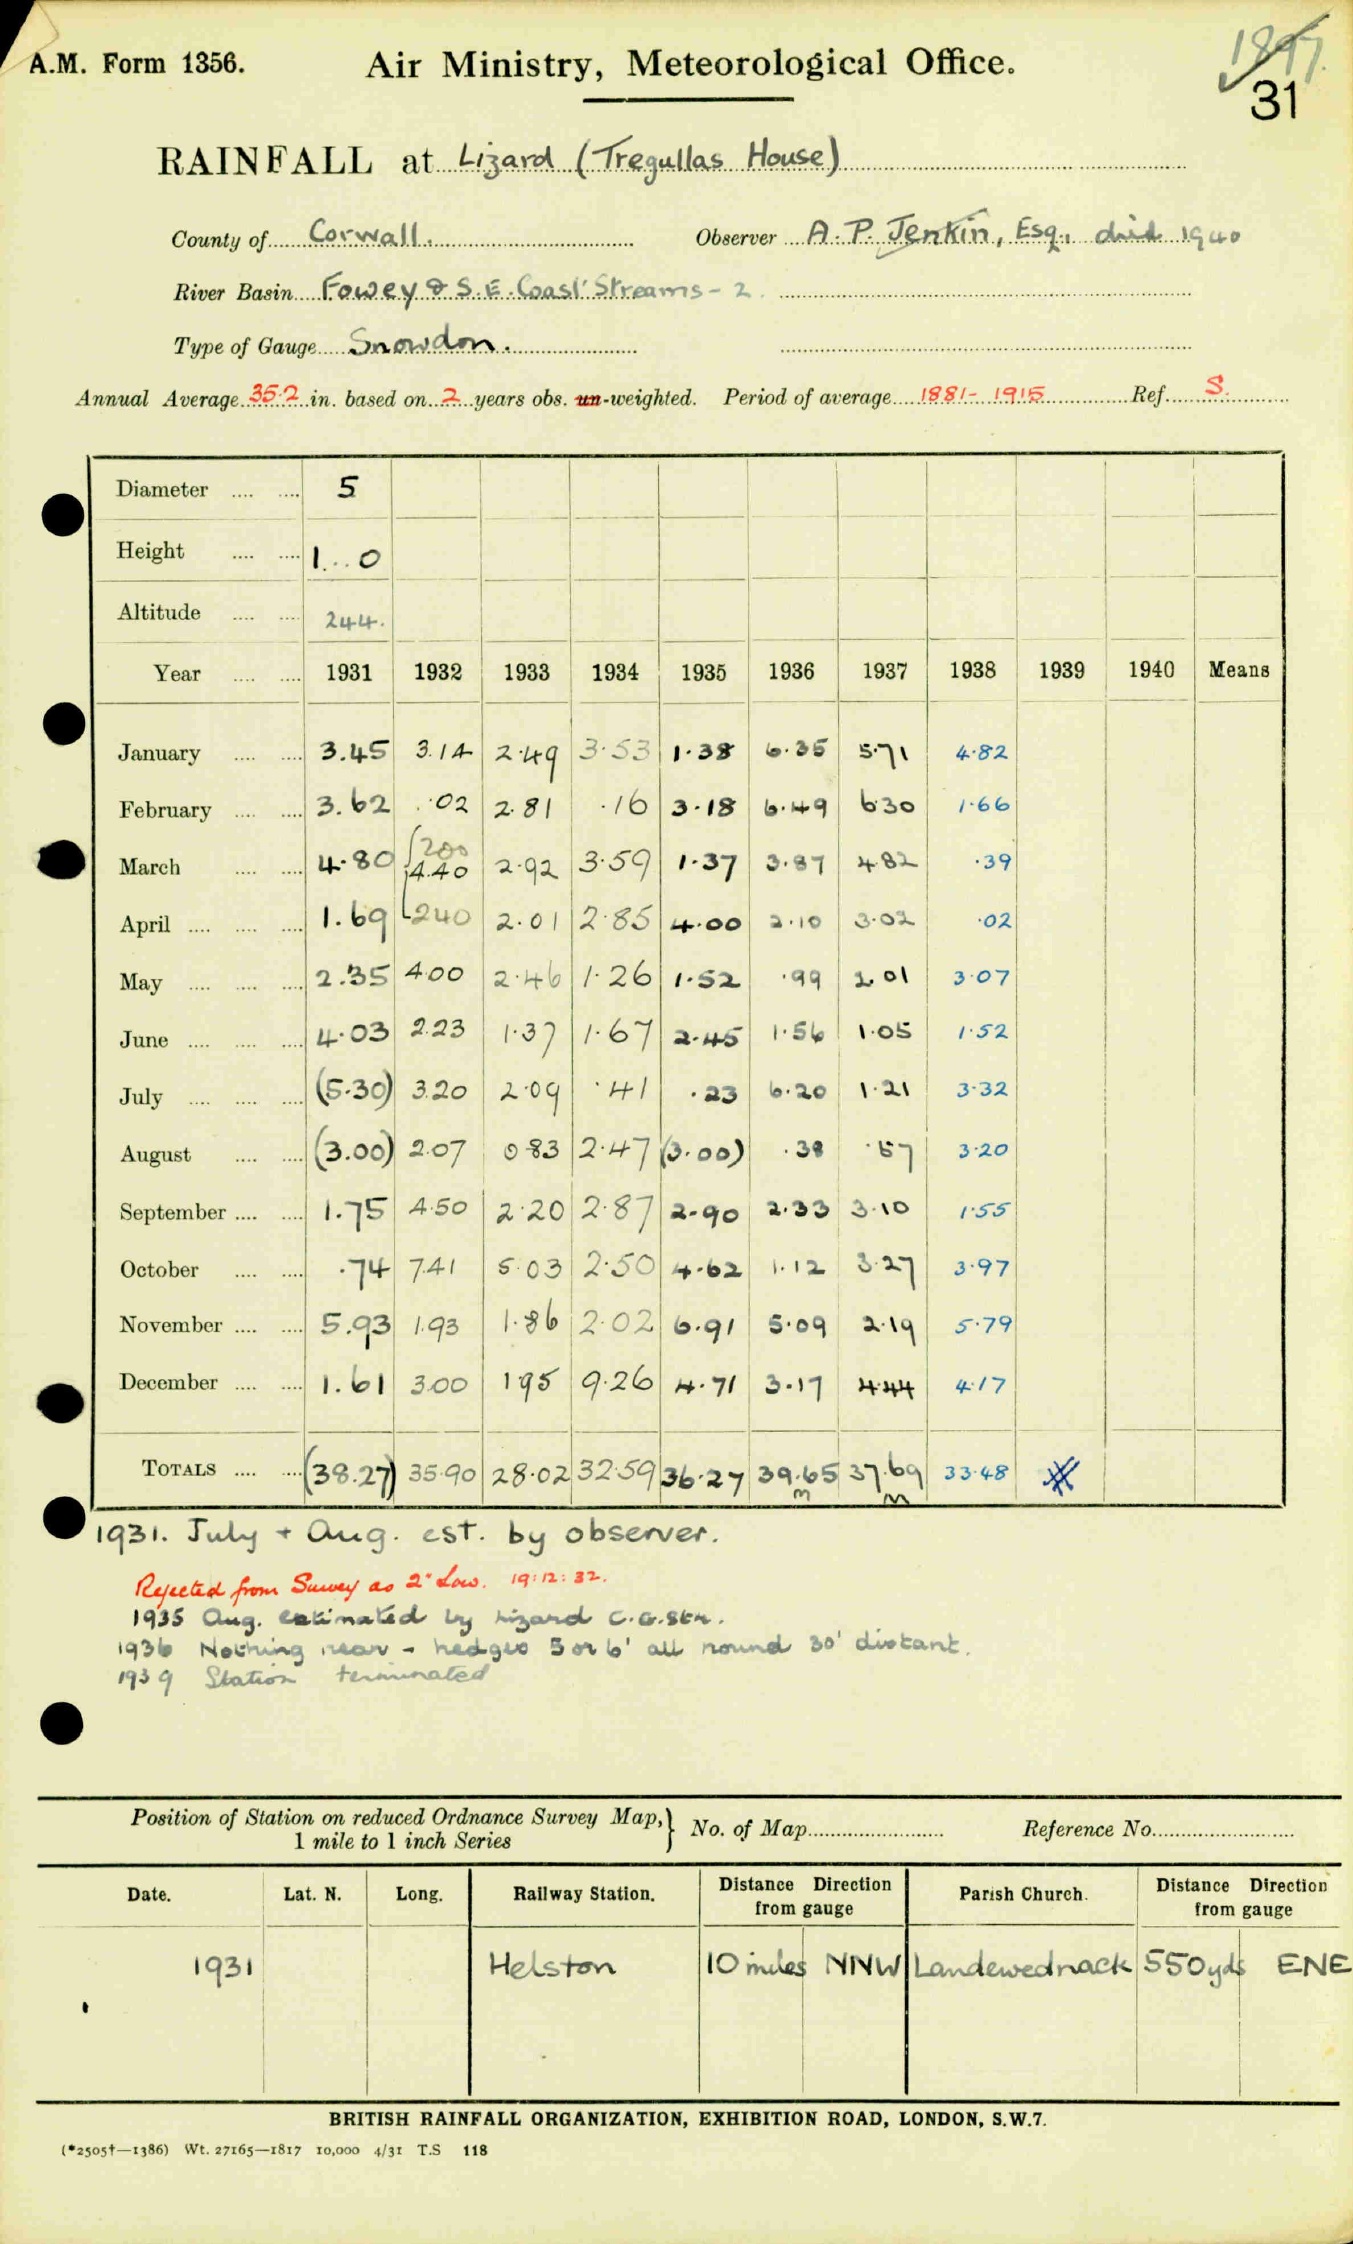 A.M. Form 1356.
Air Ministry, Meteorological Office.
1897.
31
RAINFALL at Lizard (Tregullas House)
County of Corwall. Observer A. P. Jenkin, Esq., died 1940
River Basin Fowey & S.E. Coast Streams - 2.
Type of Gauge Snowdon.
Annual Average 35.2 in. based on 2 years obs. un-weighted. Period of average 1881-1915 Ref. S.
Diameter 5
Height 1..0
Altitude 244.
Year 1931 1932 1933 1934 1935 1936 1937 1938 1939 1940 Means
January 3.45 3.14 2.49 3.53 1.38 6.35 5.71 4.82
February 3.62 .02 2.81 .16 3.18 6.49 6.30 1.66
March 4.80 {200 4.40 2.92 3.59 1.37 3.87 4.82 .39
April 1.69 240 2.01 2.85 4.00 2.10 3.02 .02
May 2.35 4.00 2.46 1.26 1.52 .99 2.01 3.07
June 4.03 2.23 1.37 1.67 2.45 1.56 1.05 1.52
July (5.30) 3.20 2.09 .41 .23 6.20 1.21 3.32
August (3.00) 2.07 0.83 2.47 (3.00) .38 .57 3.20
September 1.75 4.50 2.20 2.87 2.90 2.33 3.10 1.55
October .74 7.41 5.03 2.50 4.62 1.12 3.27 3.97
November 5.93 1.93 1.86 2.02 6.91 5.09 2.19 5.79
December 1.61 3.00 1.95 9.26 4.71 3.17 4.44 4.17
TOTALS (38.27) 35.90 28.02 32.59 36.27 39.65 37.69 33.48
m m
1931. July + Aug. est. by observer.
Rejected from Survey as 2" Low. 19:12:32.
1935 Aug. estimated by Lizard C.G.Stn.
1936 Nothing near - hedges 5 or 6' all round 30' distant.
1939 Station terminated
Position of Station on reduced Ordnance Survey Map, 1 mile to 1 inch Series} No. of Map Reference No.
Date. Lat. N. Long. Railway Station. Distance Direction from gauge Parish Church. Distance Direction from gauge
1931 Helston 10 miles NNW Landewednack 550yds ENE
BRITISH RAINFALL ORGANIZATION, EXHIBITION ROAD, LONDON, S.W.7.
(*2505†—1386) Wt. 27165—1817 10,000 4/31 T.S 118